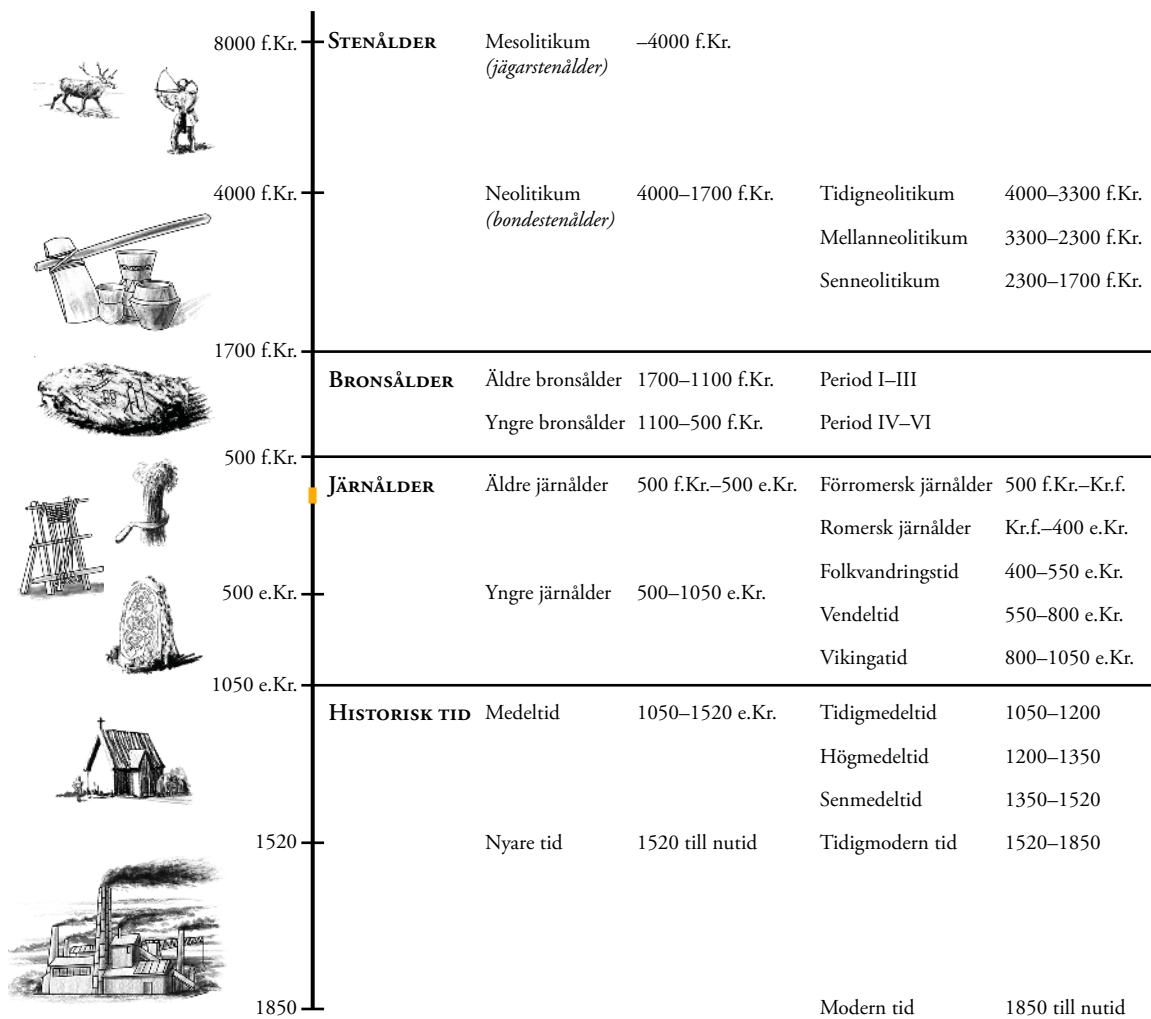 8000 f.Kr. STENÅLDER Mesolitikum –4000 f.Kr.
(jägarstenålder)
4000 f.Kr. Neolitikum 4000–1700 f.Kr. Tidigneolitikum 4000–3300 f.Kr.
(bondestenålder)
Mellanneolitikum 3300–2300 f.Kr.
Senneolitikum 2300–1700 f.Kr.
1700 f.Kr.
BRONSÅLDER Äldre bronsålder 1700–1100 f.Kr. Period I–III
Yngre bronsålder 1100–500 f.Kr. Period IV–VI
500 f.Kr.
JÄRNÅLDER Äldre järnålder 500 f.Kr.–500 e.Kr. Förromersk järnålder 500 f.Kr.–Kr.f.
Romersk järnålder Kr.f.–400 e.Kr.
Folkvandringstid 400–550 e.Kr.
500 e.Kr. Yngre järnålder 500–1050 e.Kr.
Vendeltid 550–800 e.Kr.
Vikingatid 800–1050 e.Kr.
1050 e.Kr.
HISTORISK TID Medeltid 1050–1520 e.Kr. Tidigmedeltid 1050–1200
Högmedeltid 1200–1350
Senmedeltid 1350–1520
1520 Nyare tid 1520 till nutid Tidigmodern tid 1520–1850
1850 Modern tid 1850 till nutid